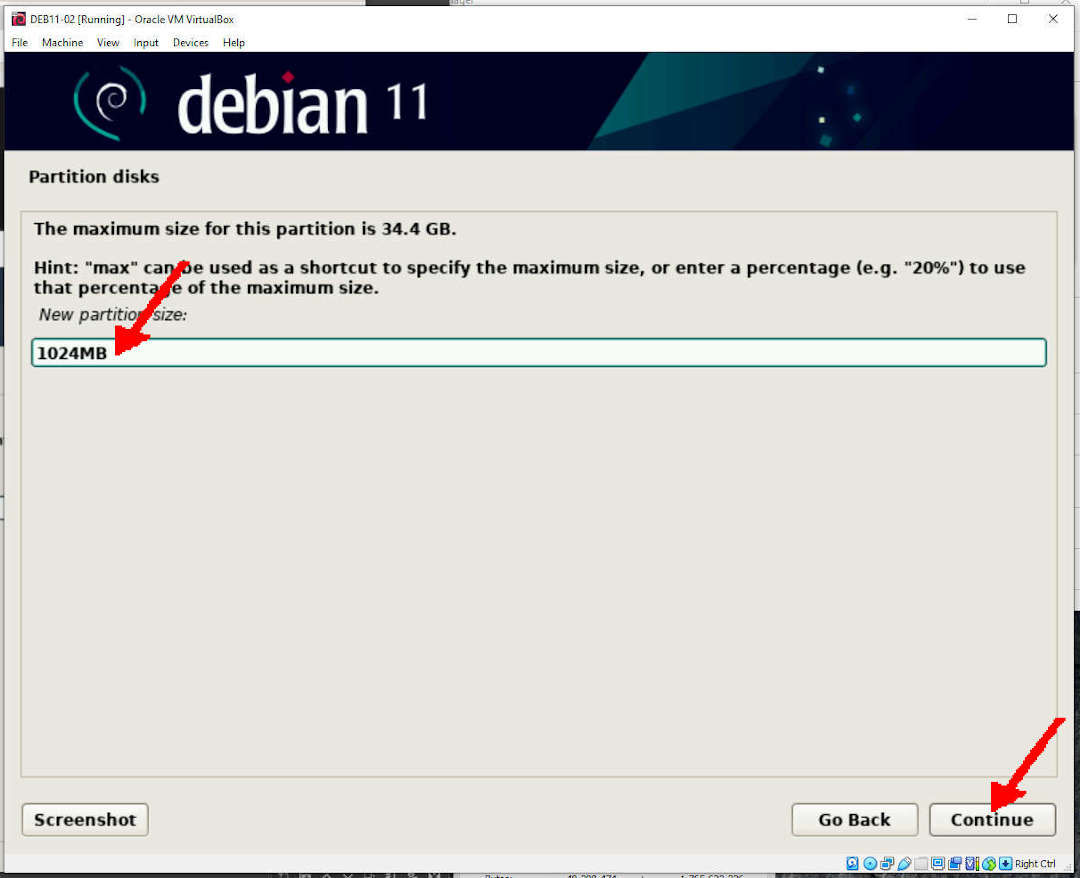 DEB11-02 [Running] - Oracle VM VirtualBox
File Machine View Input Devices Help
debian 11
Partition disks
The maximum size for this partition is 34.4 GB.
Hint: "max" can be used as a shortcut to specify the maximum size, or enter a percentage (e.g. "20%") to use
that percentage of the maximum size.
New partition size:
1024MB
Screenshot
Go Back
Continue
Right Ctrl